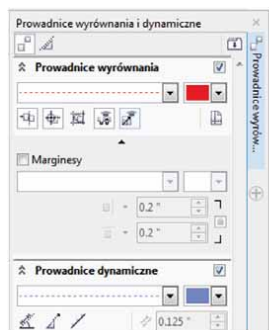 Prowadnice wyrównania i dynamiczne
Prowadnice wyrównania
Marginesy
0.2 "
0.2 "
Prowadnice dynamiczne
0.125 "
Prowadnice wyrów...